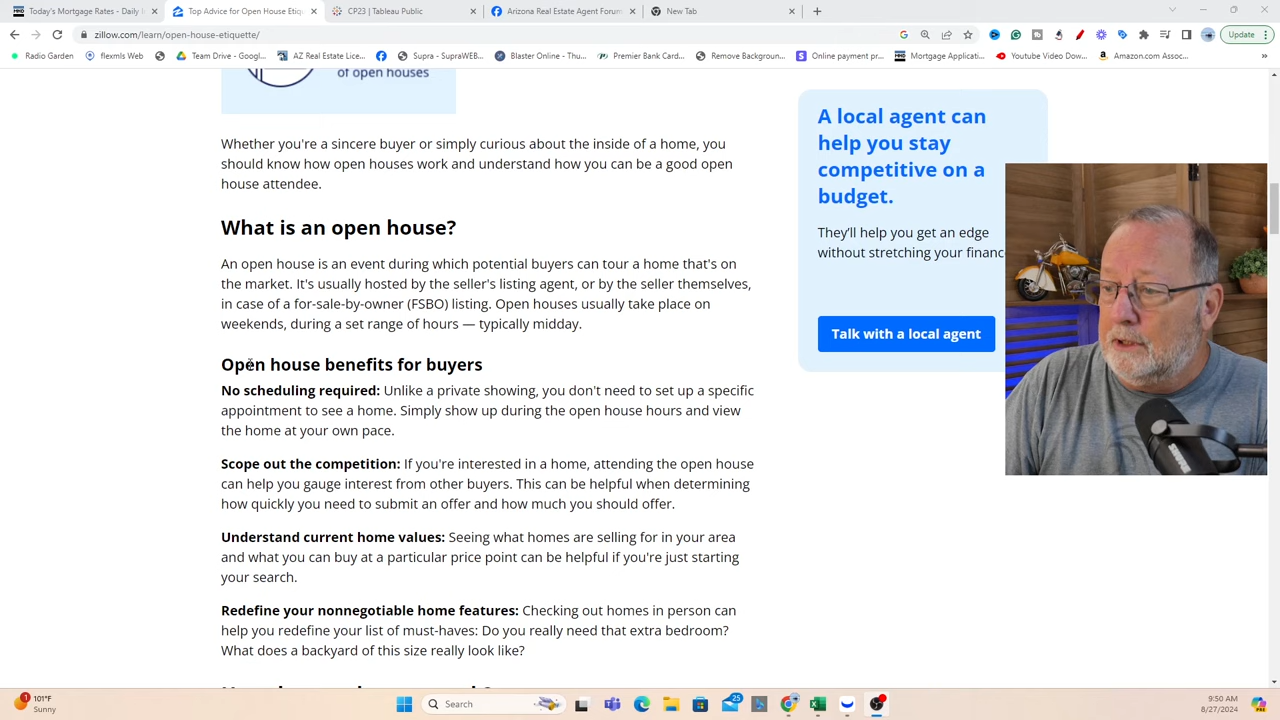 Today's Mortgage Rates - Daily I
Top Advice for Open House Etiq
CP23 | Tableau Public
Arizona Real Estate Agent Forum
New Tab
zillow.com/learn/open-house-etiquette/
Update
Radio Garden
flexmls Web
Team Drive - Googl...
AZ Real Estate Lice...
Supra - SupraWEB...
Blaster Online - Thu...
Premier Bank Card...
Remove Backgroun...
Online payment pr...
Mortgage Applicati...
Youtube Video Dow...
Amazon.com Assoc...
of open houses
Whether you're a sincere buyer or simply curious about the inside of a home, you
should know how open houses work and understand how you can be a good open
house attendee.
What is an open house?
An open house is an event during which potential buyers can tour a home that's on
the market. It's usually hosted by the seller's listing agent, or by the seller themselves,
in case of a for-sale-by-owner (FSBO) listing. Open houses usually take place on
weekends, during a set range of hours — typically midday.
Open house benefits for buyers
No scheduling required: Unlike a private showing, you don't need to set up a specific
appointment to see a home. Simply show up during the open house hours and view
the home at your own pace.
Scope out the competition: If you're interested in a home, attending the open house
can help you gauge interest from other buyers. This can be helpful when determining
how quickly you need to submit an offer and how much you should offer.
Understand current home values: Seeing what homes are selling for in your area
and what you can buy at a particular price point can be helpful if you're just starting
your search.
Redefine your nonnegotiable home features: Checking out homes in person can
help you redefine your list of must-haves: Do you really need that extra bedroom?
What does a backyard of this size really look like?
A local agent can
help you stay
competitive on a
budget.
They'll help you get an edge
without stretching your financ
Talk with a local agent
1
101°F
Sunny
Search
25
9:50 AM
8/27/2024